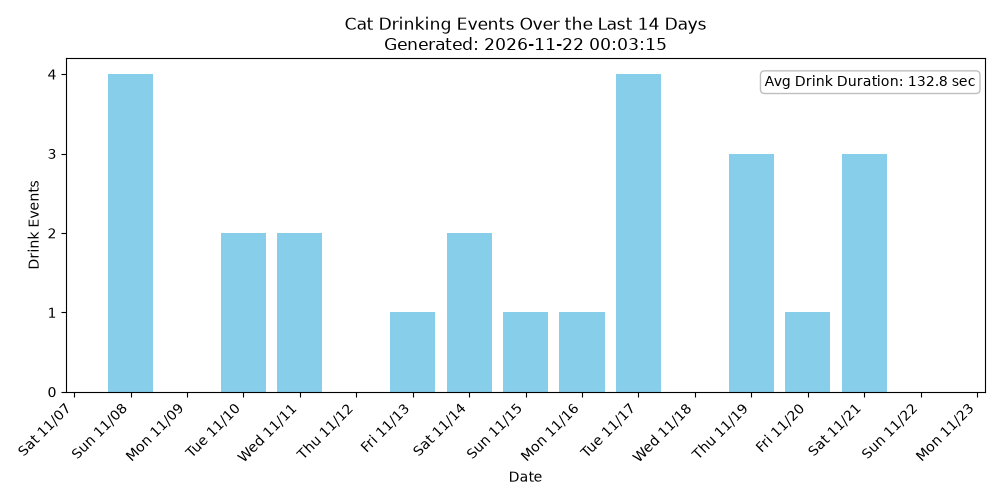 Cat Drinking Events Over the Last 14 Days
Generated: 2026-11-22 00:03:15
Avg Drink Duration: 132.8 sec
Drink Events
4
3
2
1
0
Sat 11/07
Sun 11/08
Mon 11/09
Tue 11/10
Wed 11/11
Thu 11/12
Fri 11/13
Sat 11/14
Sun 11/15
Mon 11/16
Tue 11/17
Wed 11/18
Thu 11/19
Fri 11/20
Sat 11/21
Sun 11/22
Mon 11/23
Date